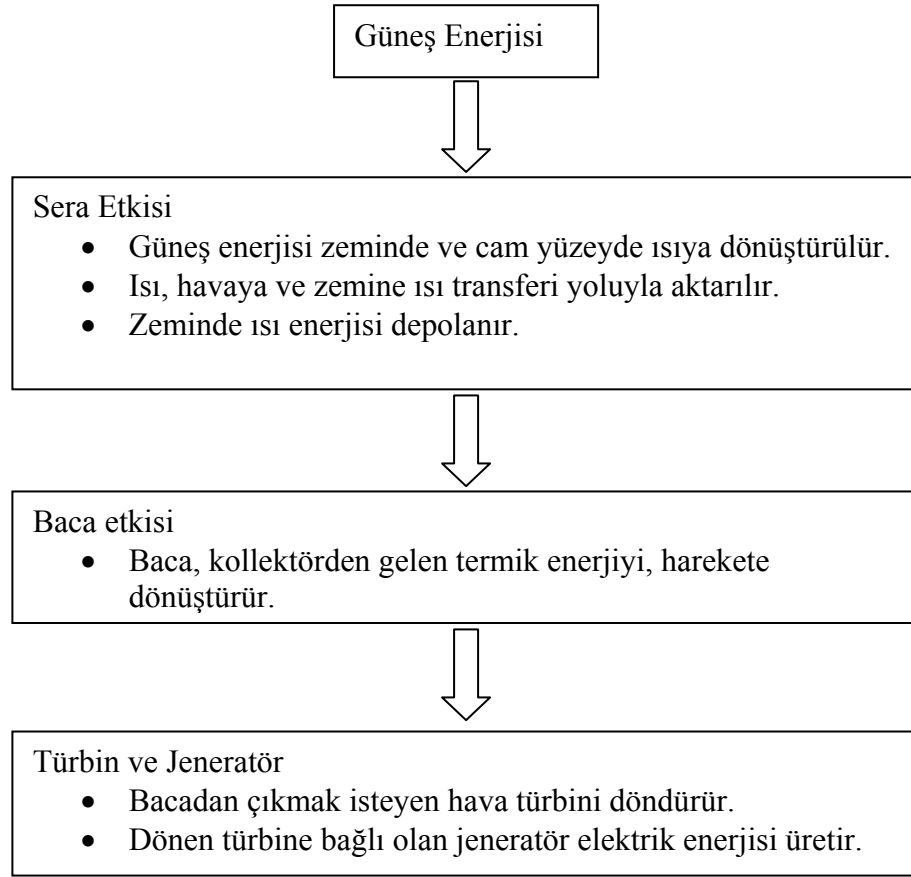 Güneş Enerjisi
Sera Etkisi
• Güneş enerjisi zeminde ve cam yüzeyde ısıya dönüştürülür.
• Isı, havaya ve zemine ısı transferi yoluyla aktarılır.
• Zeminde ısı enerjisi depolanır.
Baca etkisi
• Baca, kollektörden gelen termik enerjiyi, harekete
dönüştürür.
Türbin ve Jeneratör
• Bacadan çıkmak isteyen hava türbini döndürür.
• Dönen türbine bağlı olan jeneratör elektrik enerjisi üretir.